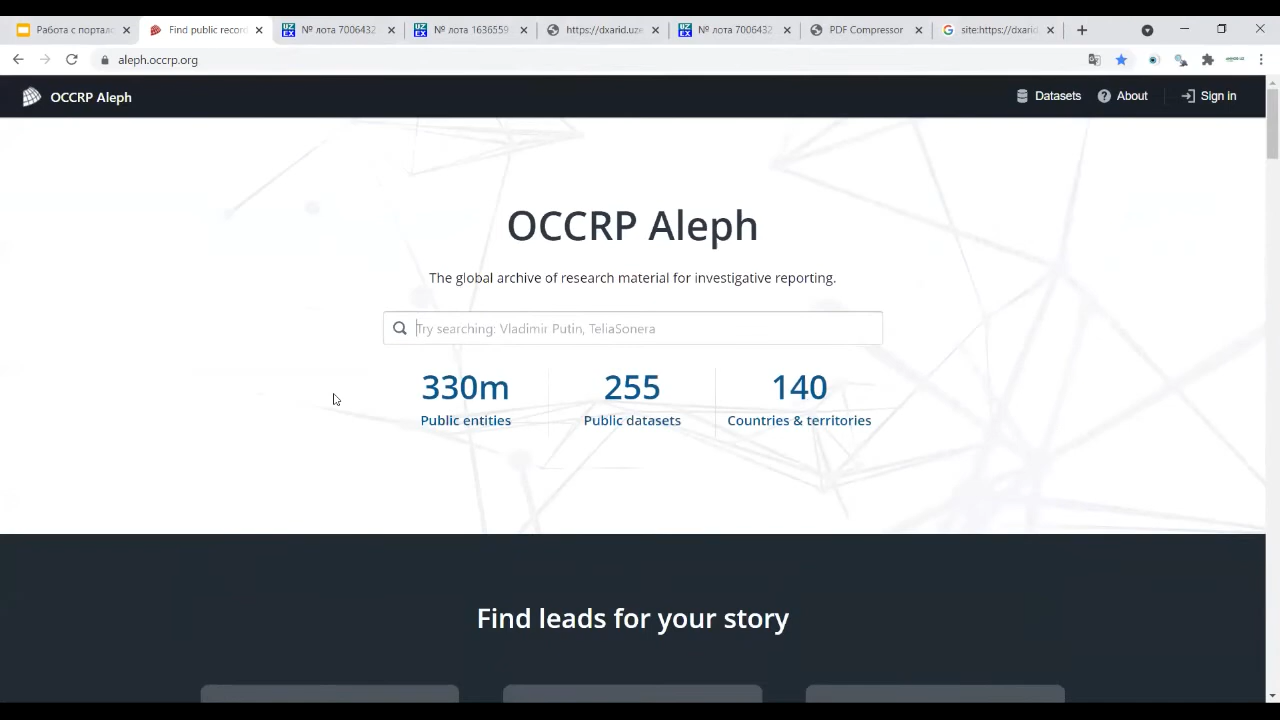 Работа с портало
Find public record
№ лота 7006432
№ лота 1636559
https://dxarid.uze
№ лота 7006432
PDF Compressor
site:https://dxarid
aleph.occrp.org
OCCRP Aleph
Datasets
About
Sign in
OCCRP Aleph
The global archive of research material for investigative reporting.
Try searching: Vladimir Putin, TeliaSonera
330m
255
140
Public entities
Public datasets
Countries & territories
Find leads for your story